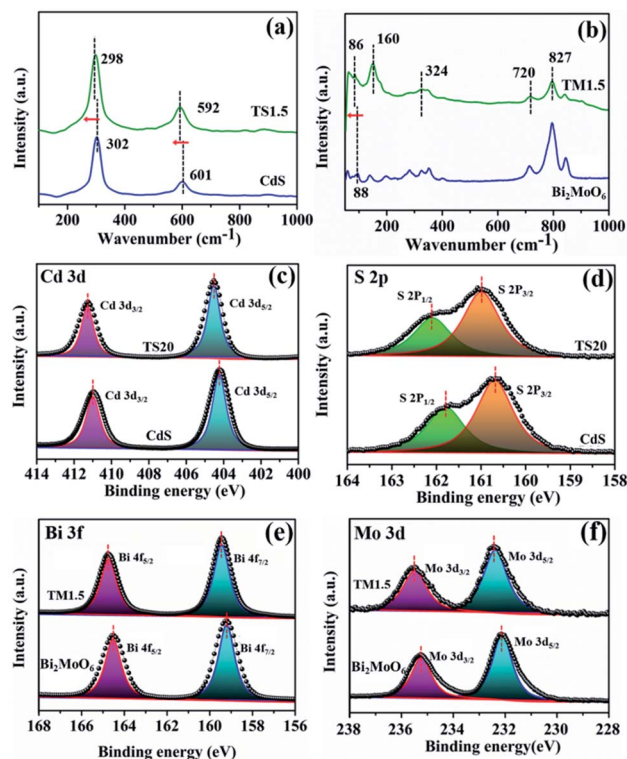 (a)
298
TS1.5
592
302
601
CdS
Intensity (a.u.)
200 400 600 800 1000
Wavenumber (cm-1)
(b)
86
160
324
720
827
TM1.5
88
Bi2MoO6
Intensity (a.u.)
200 400 600 800 1000
Wavenumber (cm-1)
Cd 3d
(c)
Cd 3d3/2
Cd 3d5/2
TS20
Cd 3d3/2
Cd 3d5/2
CdS
Intensity (a.u.)
414 412 410 408 406 404 402 400
Binding energy (eV)
S 2p
(d)
S 2P1/2
S 2P3/2
TS20
S 2P1/2
S 2P3/2
CdS
Intensity (a.u.)
164 163 162 161 160 159 158
Binding energy (eV)
Bi 3f
(e)
Bi 4f5/2
Bi 4f7/2
TM1.5
Bi 4f5/2
Bi 4f7/2
Bi2MoO6
Intensity (a.u.)
168 166 164 162 160 158 156
Binding energy (eV)
Mo 3d
(f)
Mo 3d3/2
Mo 3d5/2
TM1.5
Mo 3d3/2
Mo 3d5/2
Bi2MoO6
Intensity (a.u.)
238 236 234 232 230 228
Binding energy(eV)